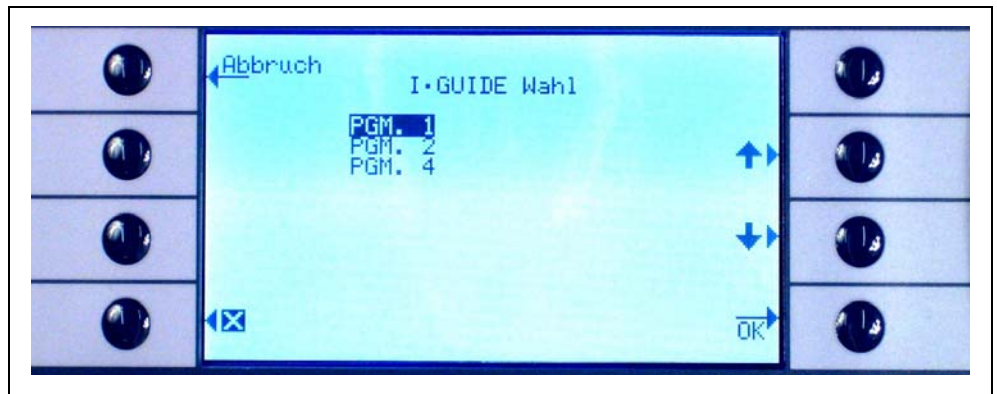 Abbruch
I·GUIDE Wahl
PGM. 1
PGM. 2
PGM. 4
OK